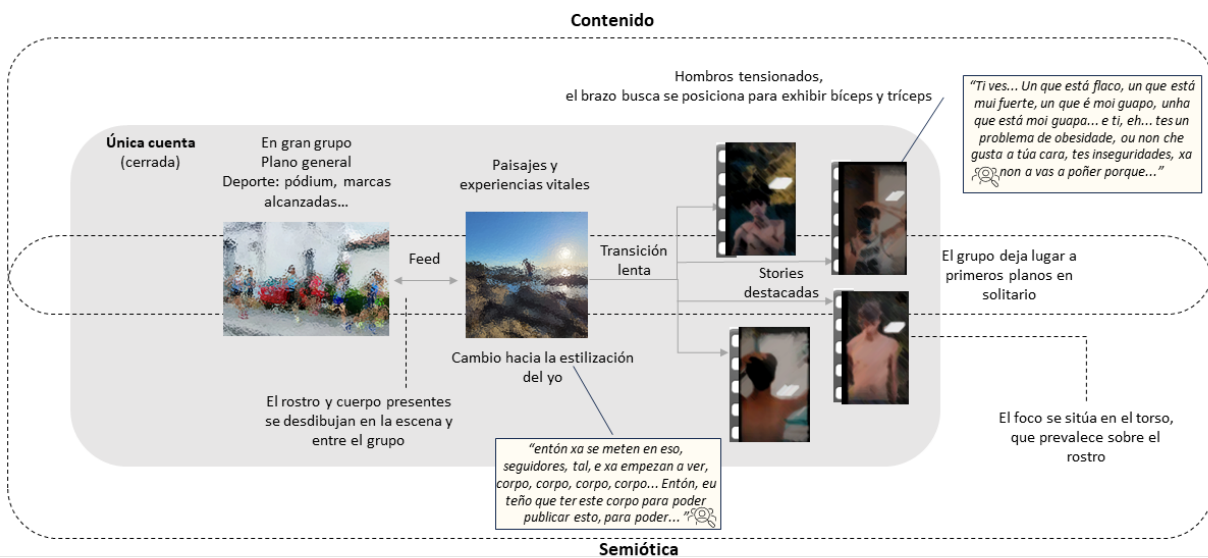 Contenido
Hombros tensionados,
el brazo busca se posiciona para exhibir bíceps y tríceps
“Ti ves... Un que está flaco, un que está
mui fuerte, un que é moi guapo, unha
que está moi guapa... e ti, eh... tes un
problema de obesidade, ou non che
gusta a túa cara, tes inseguridades, xa
non a vas a poñer porque...”
Única cuenta
(cerrada)
En gran grupo
Plano general
Deporte: pódium, marcas
alcanzadas...
Paisajes y
experiencias vitales
Feed
Transición
lenta
Stories
destacadas
El grupo deja lugar a
primeros planos en
solitario
Cambio hacia la estilización
del yo
El rostro y cuerpo presentes
se desdibujan en la escena y
entre el grupo
El foco se sitúa en el torso,
que prevalece sobre el
rostro
“entón xa se meten en eso,
seguidores, tal, e xa empezan a ver,
corpo, corpo, corpo, corpo... Entón, eu
teño que ter este corpo para poder
publicar esto, para poder... ”
Semiótica